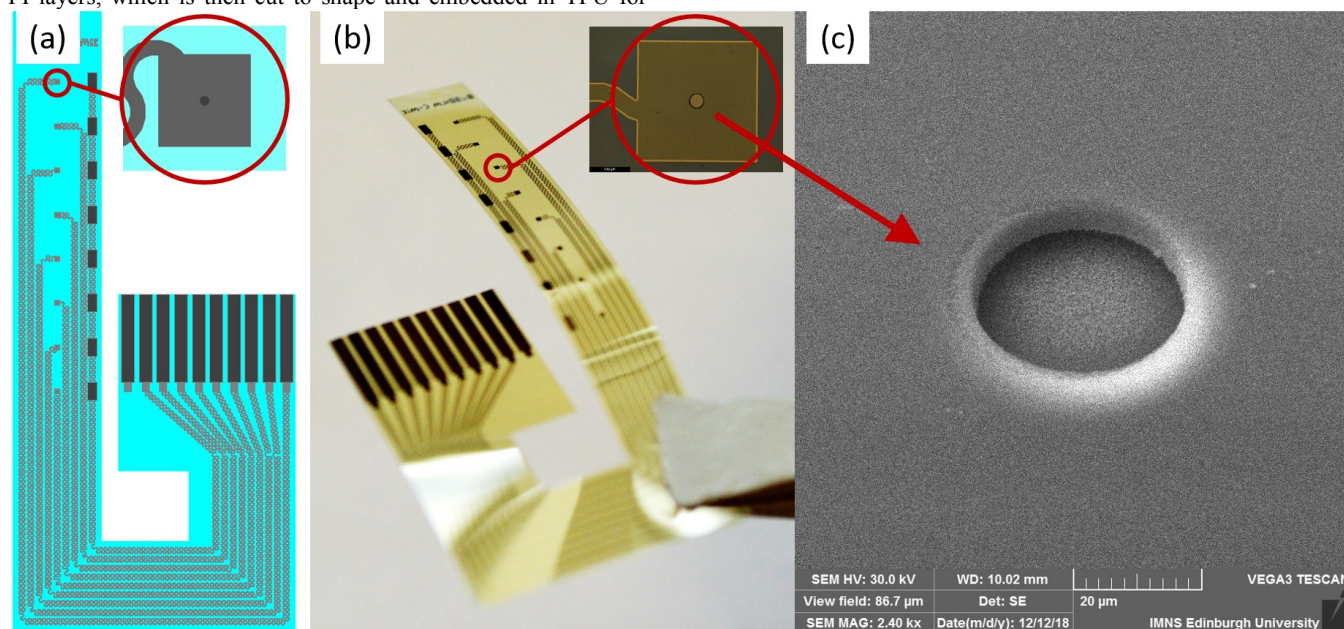 PI layers, which is then cut to shape and embedded in TPU for
(a)
(b)
(c)
SEM HV: 30.0 kV
WD: 10.02 mm
VEGA3 TESCAN
View field: 86.7 µm
Det: SE
20 µm
SEM MAG: 2.40 kx
Date(m/d/y): 12/12/18
IMNS Edinburgh University